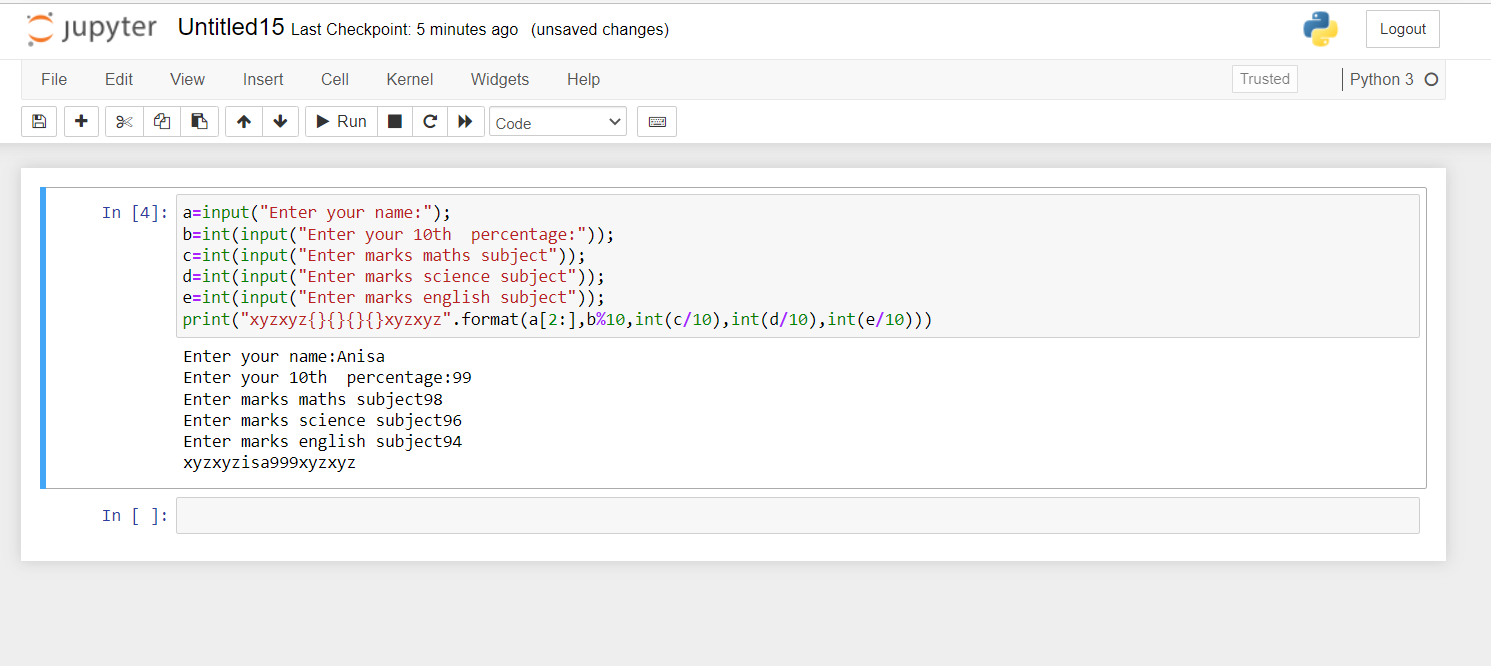 jupyter Untitled15 Last Checkpoint: 5 minutes ago (unsaved changes) Logout
File Edit View Insert Cell Kernel Widgets Help Trusted Python 3
Run Code
In [4]: a=input("Enter your name:");
b=int(input("Enter your 10th  percentage:"));
c=int(input("Enter marks maths subject"));
d=int(input("Enter marks science subject"));
e=int(input("Enter marks english subject"));
print("xyzxyz{}{}{}{}xyzxyz".format(a[2:],b%10,int(c/10),int(d/10),int(e/10)))
Enter your name:Anisa
Enter your 10th  percentage:99
Enter marks maths subject98
Enter marks science subject96
Enter marks english subject94
xyzxyzisa999xyzxyz
In [ ]: